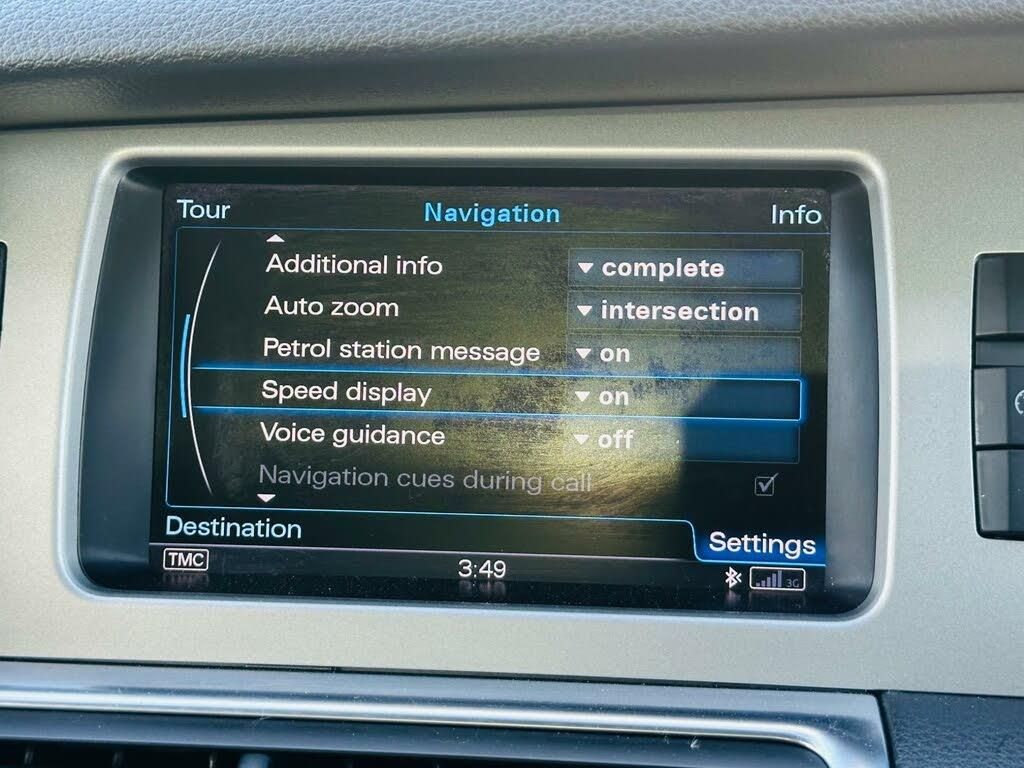 Tour Navigation Info
Additional info complete
Auto zoom intersection
Petrol station message on
Speed display on
Voice guidance off
Navigation cues during call
Destination Settings
TMC 3:49 3G